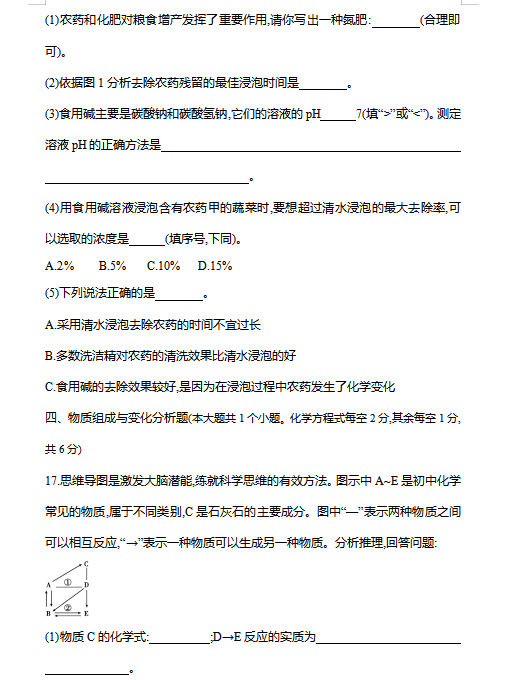 (1)农药和化肥对粮食增产发挥了重要作用,请你写出一种氮肥:________(合理即
可)。
(2)依据图1分析去除农药残留的最佳浸泡时间是________。
(3)食用碱主要是碳酸钠和碳酸氢钠,它们的溶液的pH______7(填“>”或“<”)。测定
溶液pH的正确方法是__________________________________________________
__________________________________。
(4)用食用碱溶液浸泡含有农药甲的蔬菜时,要想超过清水浸泡的最大去除率,可
以选取的浓度是______(填序号,下同)。
A.2% B.5% C.10% D.15%
(5)下列说法正确的是________。
A.采用清水浸泡去除农药的时间不宜过长
B.多数洗洁精对农药的清洗效果比清水浸泡的好
C.食用碱的去除效果较好,是因为在浸泡过程中农药发生了化学变化
四、物质组成与变化分析题(本大题共1个小题。化学方程式每空2分,其余每空1分,
共6分)
17.思维导图是激发大脑潜能,练就科学思维的有效方法。图示中A~E是初中化学
常见的物质,属于不同类别,C是石灰石的主要成分。图中“—”表示两种物质之间
可以相互反应,“→”表示一种物质可以生成另一种物质。分析推理,回答问题:
C
A ① D
②
B E
(1)物质C的化学式:__________;D→E反应的实质为________________________
______________。